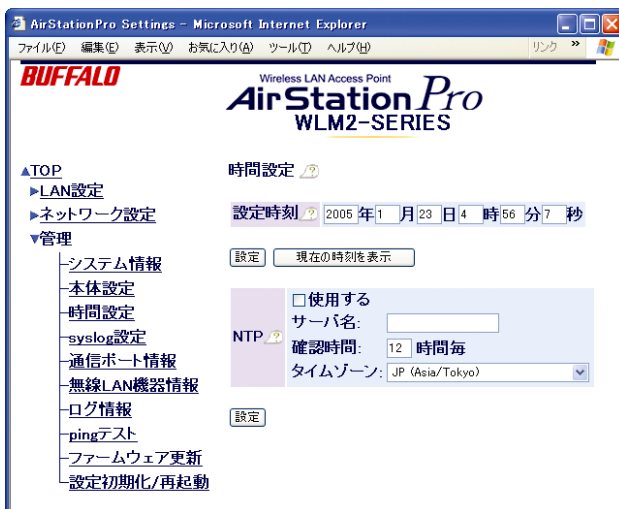 AirStationPro Settings - Microsoft Internet Explorer
ファイル(F) 編集(E) 表示(V) お気に入り(A) ツール(T) ヘルプ(H) リンク »
BUFFALO
Wireless LAN Access Point
AirStation Pro
WLM2-SERIES
▲TOP
▶LAN設定
▶ネットワーク設定
▼管理
システム情報
本体設定
時間設定
syslog設定
通信ポート情報
無線LAN機器情報
ログ情報
pingテスト
ファームウェア更新
設定初期化/再起動
時間設定 ?
設定時刻 ? 2005 年 1 月 23 日 4 時 56 分 7 秒
設定 現在の時刻を表示
NTP ?
□使用する
サーバ名:
確認時間: 12 時間毎
タイムゾーン: JP (Asia/Tokyo)
設定